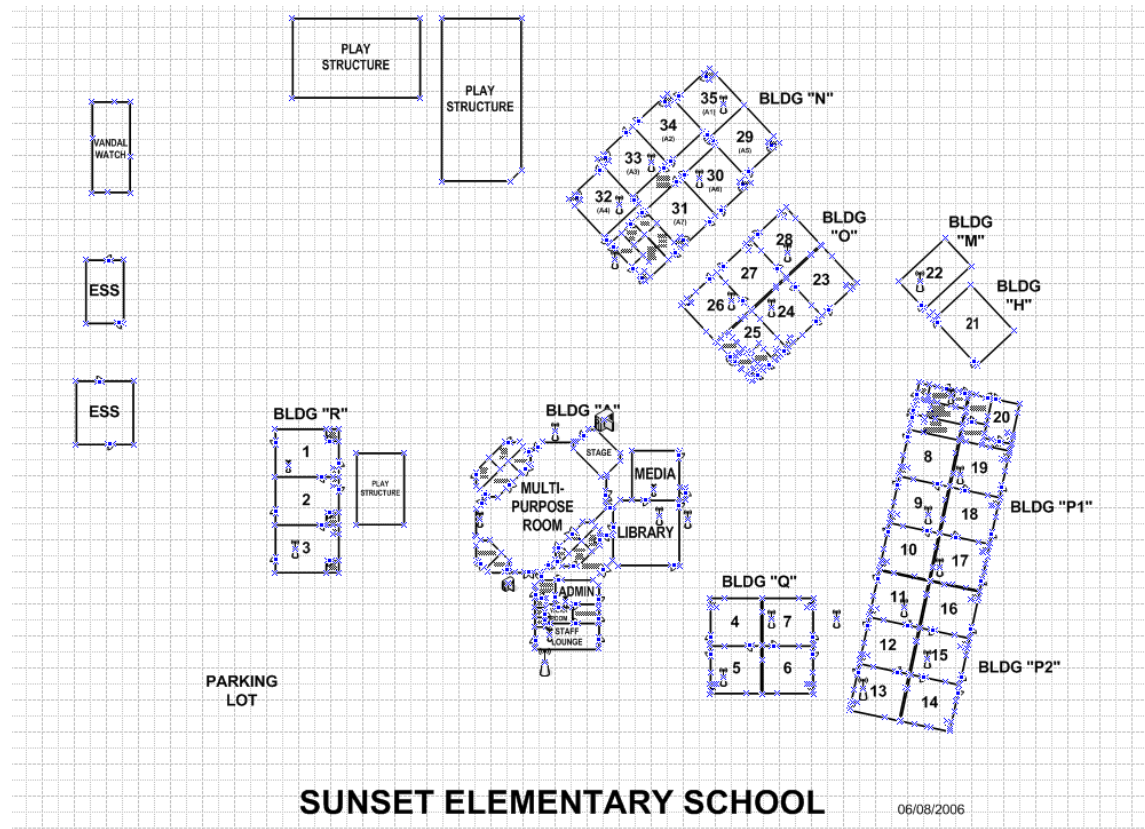 PLAY
STRUCTURE
PLAY
STRUCTURE
VANDAL
WATCH
BLDG "N"
35
(A1)
34
(A2)
29
(A5)
33
(A3)
30
(A6)
32
(A4)
31
(A7)
BLDG
"O"
28
27
23
26
24
25
BLDG
"M"
22
BLDG
"H"
21
ESS
ESS
BLDG "R"
1
2
3
PLAY
STRUCTURE
BLDG "A"
STAGE
MULTI-
PURPOSE
ROOM
MEDIA
LIBRARY
ADMIN
ROOM
STAFF
LOUNGE
20
8
19
9
18
BLDG "P1"
10
17
11
16
12
15
BLDG "P2"
13
14
BLDG "Q"
4
7
5
6
PARKING
LOT
SUNSET ELEMENTARY SCHOOL
06/08/2006